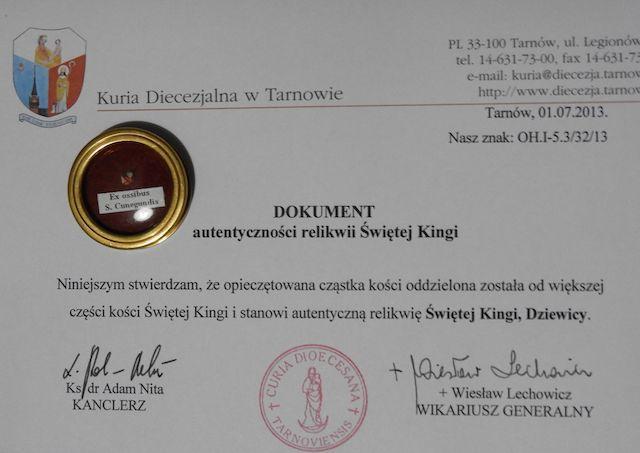 PL 33-100 Tarnów, ul. Legionów
tel. 14-631-73-00, fax 14-631-73
e-mail: kuria@diecezja.tarnow
http://www.diecezja.tarnow
Kuria Diecezjalna w Tarnowie
Tarnów, 01.07.2013.
Nasz znak: OH.I-5.3/32/13
Ex ossibus
S. Cunegundis
DOKUMENT
autentyczności relikwii Świętej Kingi
Niniejszym stwierdzam, że opieczętowana cząstka kości oddzielona została od większej
części kości Świętej Kingi i stanowi autentyczną relikwię Świętej Kingi, Dziewicy.
Ks. dr Adam Nita
KANCLERZ
CURIA DIOECESANA
TARNOVIENSIS
+ Wiesław Lechowicz
+ Wiesław Lechowicz
WIKARIUSZ GENERALNY